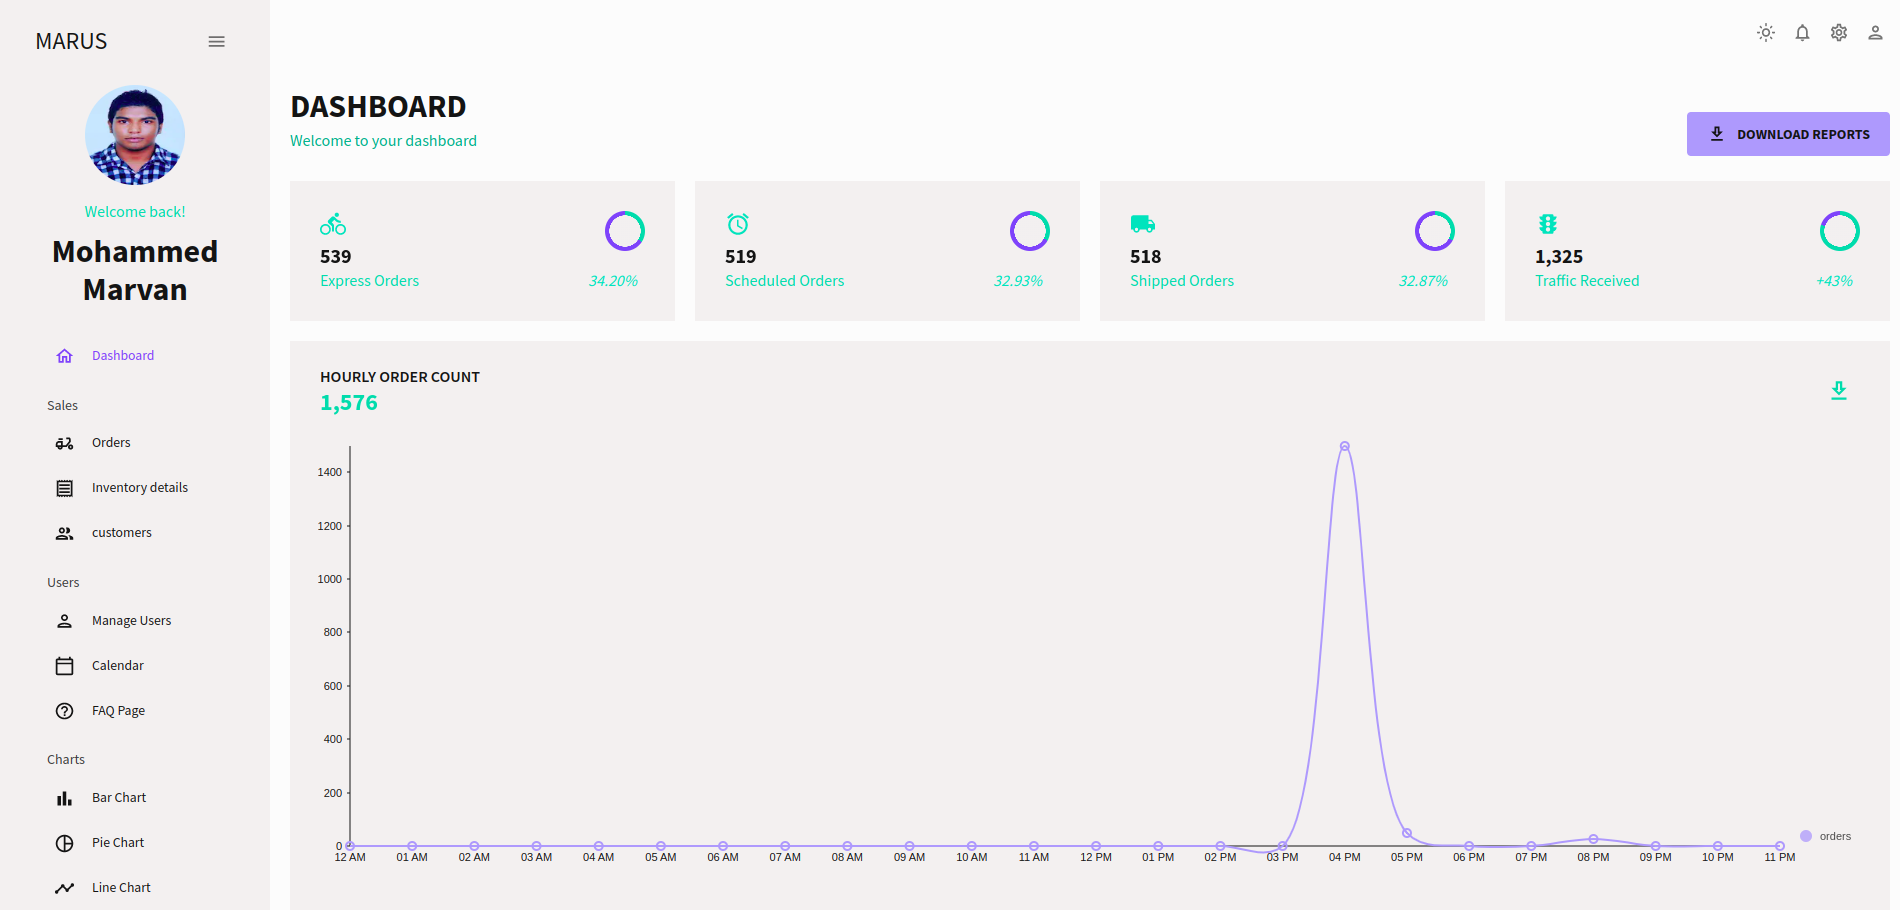 MARUS
Welcome back!
Mohammed
Marvan
Dashboard
Sales
Orders
Inventory details
customers
Users
Manage Users
Calendar
FAQ Page
Charts
Bar Chart
Pie Chart
Line Chart
DASHBOARD
Welcome to your dashboard
DOWNLOAD REPORTS
539
Express Orders
34.20%
519
Scheduled Orders
32.93%
518
Shipped Orders
32.87%
1,325
Traffic Received
+43%
HOURLY ORDER COUNT
1,576
1400
1200
1000
800
600
400
200
0
12 AM 01 AM 02 AM 03 AM 04 AM 05 AM 06 AM 07 AM 08 AM 09 AM 10 AM 11 AM 12 PM 01 PM 02 PM 03 PM 04 PM 05 PM 06 PM 07 PM 08 PM 09 PM 10 PM 11 PM
orders